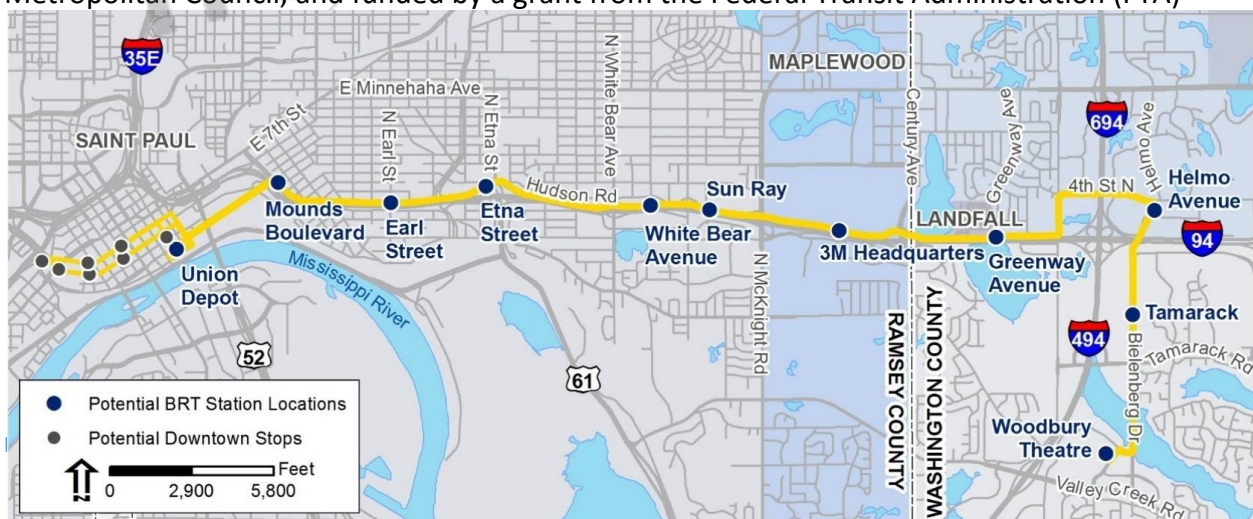 Metropolitan Council, and funded by a grant from the Federal Transit Administration (FTA)
35E
SAINT PAUL
E 7th St
E Minnehaha Ave
N Earl St
N Etna St
N White Bear Ave
MAPLEWOOD
Century Ave
Greenway Ave
694
Helmo Ave
4th St N
Helmo
Avenue
94
Hudson Rd
Sun Ray
Mounds
Boulevard
Earl
Street
Etna
Street
White Bear
Avenue
3M Headquarters
LANDFALL
Greenway
Avenue
Union
Depot
Mississippi River
N McKnight Rd
RAMSEY COUNTY
WASHINGTON COUNTY
Tamarack
494
Bielenberg Dr
Tamarack Rd
52
61
Woodbury
Theatre
Valley Creek Rd
Potential BRT Station Locations
Potential Downtown Stops
N
Feet
0 2,900 5,800